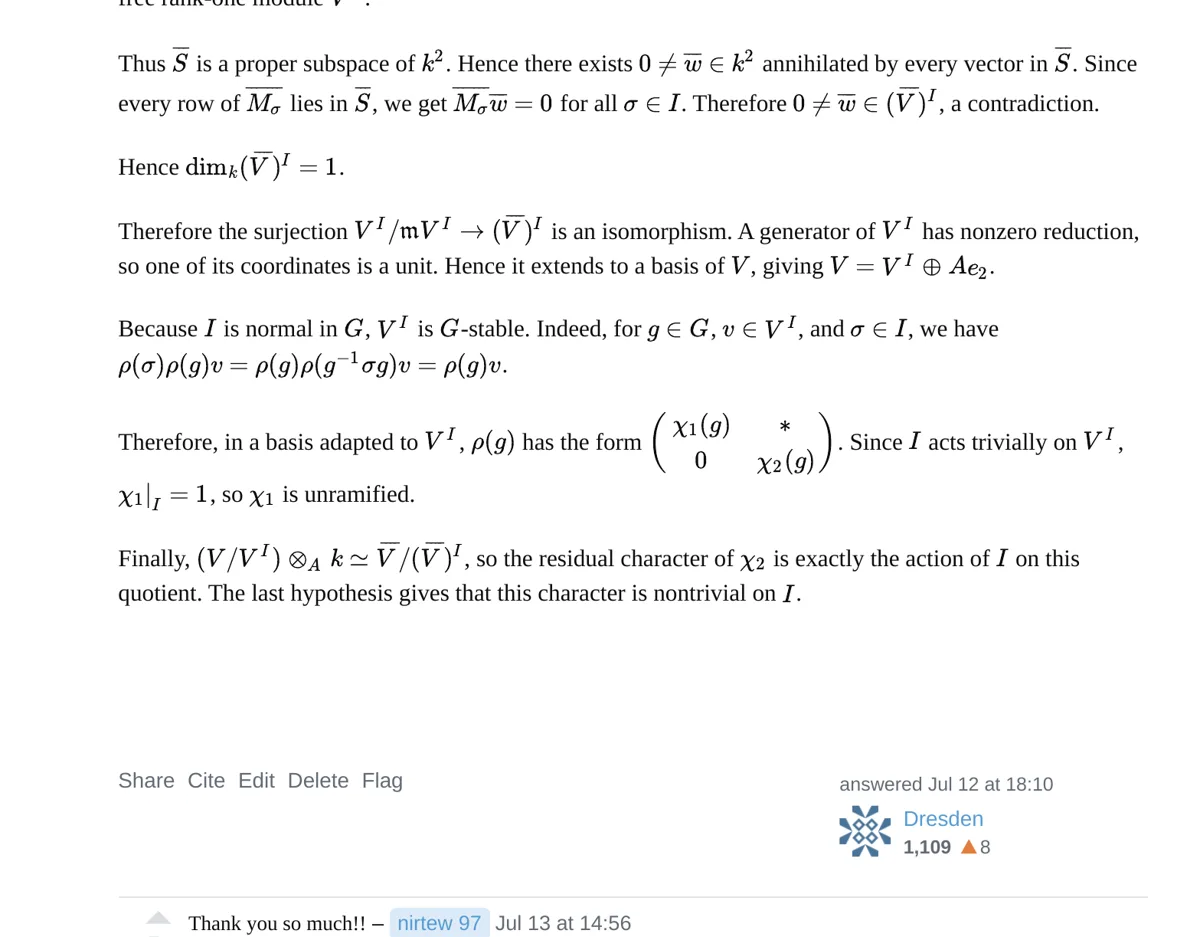 free rank-one module V^I.
Thus S̅ is a proper subspace of k². Hence there exists 0 ≠ w̅ ∈ k² annihilated by every vector in S̅. Since
every row of M̅_σ̅ lies in S̅, we get M̅_σ̅ w̅ = 0 for all σ ∈ I. Therefore 0 ≠ w̅ ∈ (V̅)^I, a contradiction.
Hence dim_k(V̅)^I = 1.
Therefore the surjection V^I/𝔪V^I → (V̅)^I is an isomorphism. A generator of V^I has nonzero reduction,
so one of its coordinates is a unit. Hence it extends to a basis of V, giving V = V^I ⊕ Ae₂.
Because I is normal in G, V^I is G-stable. Indeed, for g ∈ G, v ∈ V^I, and σ ∈ I, we have
ρ(σ)ρ(g)v = ρ(g)ρ(g⁻¹σg)v = ρ(g)v.
Therefore, in a basis adapted to V^I, ρ(g) has the form ( χ₁(g) * ; 0 χ₂(g) ). Since I acts trivially on V^I,
χ₁|_I = 1, so χ₁ is unramified.
Finally, (V/V^I) ⊗_A k ≃ V̅/(V̅)^I, so the residual character of χ₂ is exactly the action of I on this
quotient. The last hypothesis gives that this character is nontrivial on I.
Share Cite Edit Delete Flag
answered Jul 12 at 18:10
Dresden
1,109 ▲8
Thank you so much!! – nirtew 97 Jul 13 at 14:56